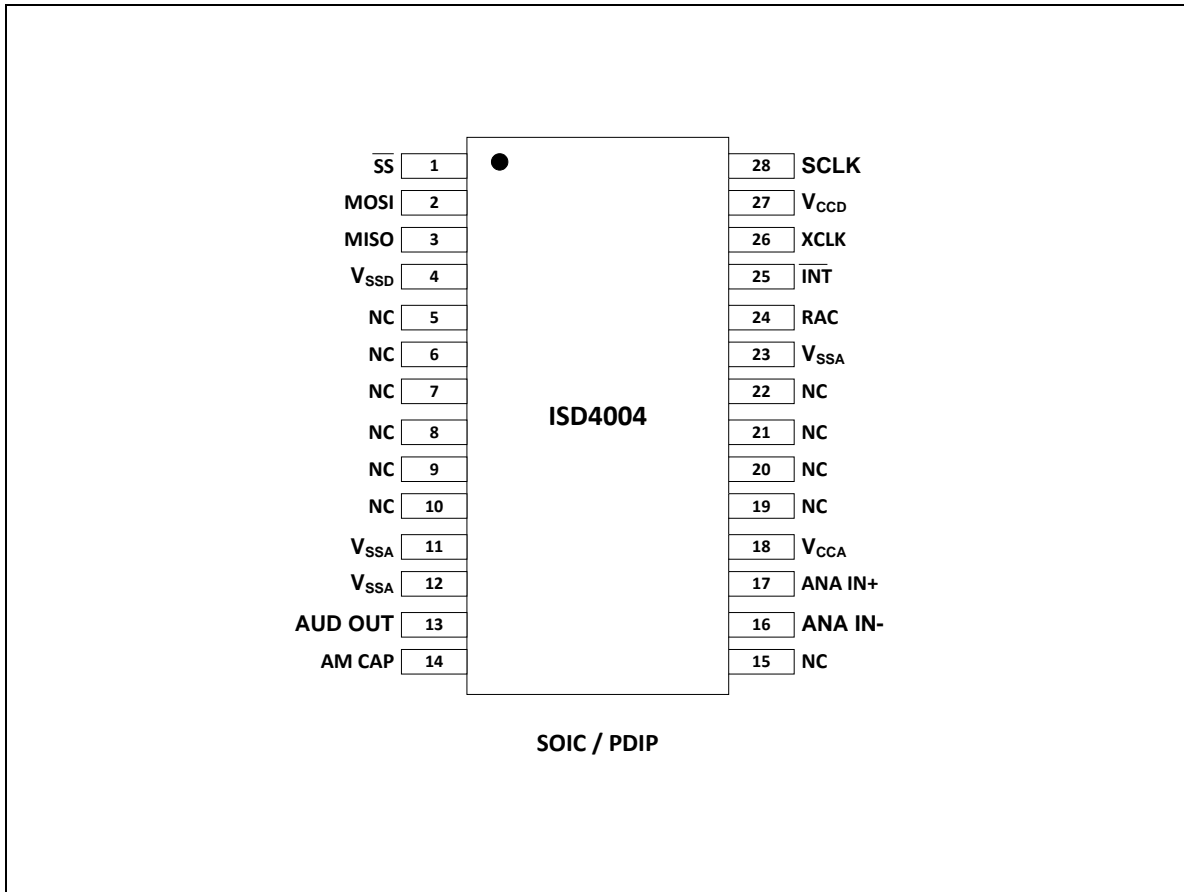 S̅S̅ 1 28 SCLK
MOSI 2 27 VCCD
MISO 3 26 XCLK
VSSD 4 25 I̅N̅T̅
NC 5 24 RAC
NC 6 23 VSSA
NC 7 22 NC
ISD4004
NC 8 21 NC
NC 9 20 NC
NC 10 19 NC
VSSA 11 18 VCCA
VSSA 12 17 ANA IN+
AUD OUT 13 16 ANA IN-
AM CAP 14 15 NC
SOIC / PDIP